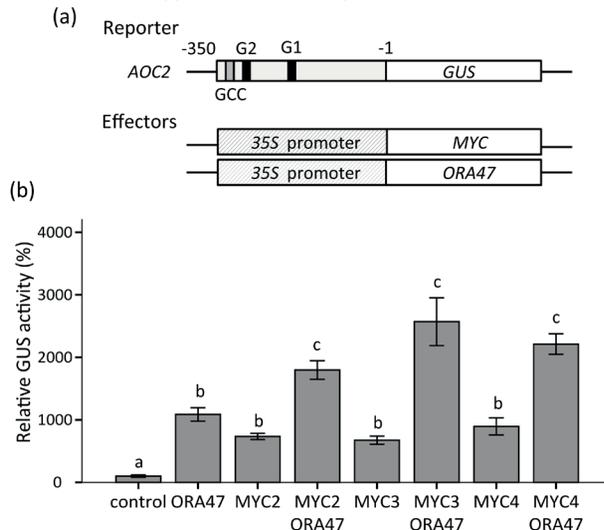 (a)
Reporter
-350 G2 G1 -1
AOC2 GUS
GCC
Effectors
35S promoter MYC
35S promoter ORA47
(b)
Relative GUS activity (%)
4000
3000
2000
1000
0
a b b c b c b c
control ORA47 MYC2 MYC2 MYC3 MYC3 MYC4 MYC4
ORA47 ORA47 ORA47